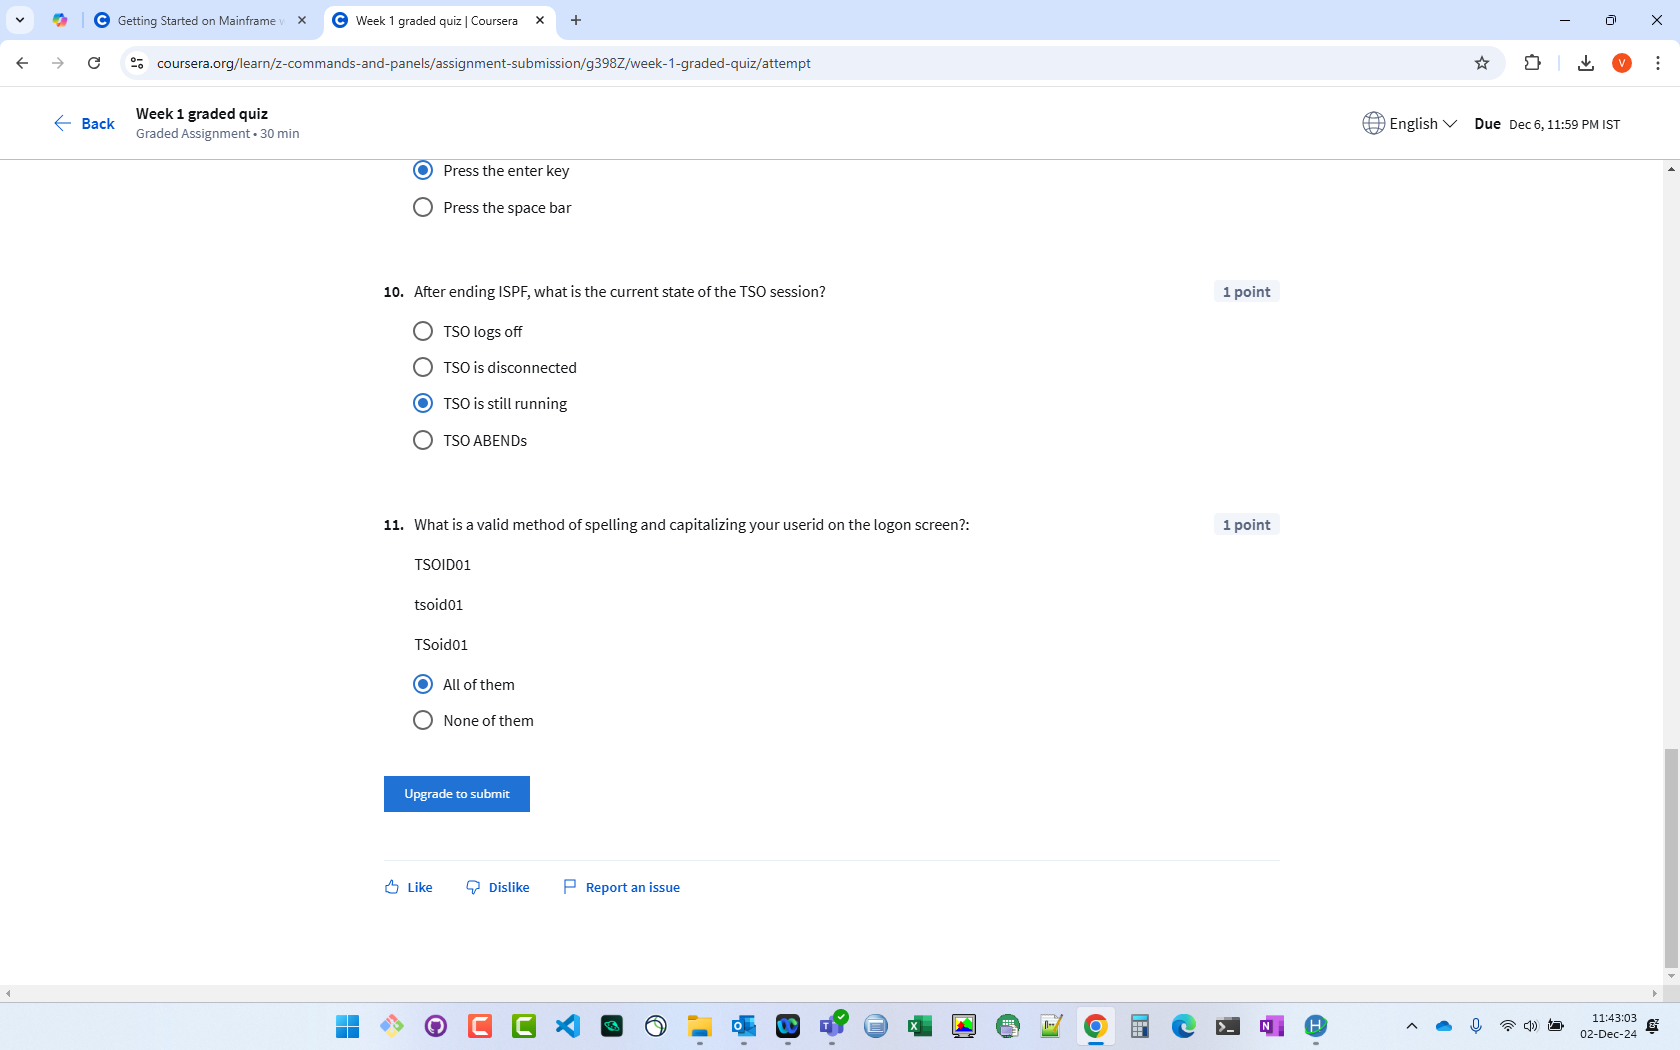 Getting Started on Mainframe w
Week 1 graded quiz | Coursera
coursera.org/learn/z-commands-and-panels/assignment-submission/g398Z/week-1-graded-quiz/attempt
V
Back
Week 1 graded quiz
Graded Assignment • 30 min
English
Due Dec 6, 11:59 PM IST
Press the enter key
Press the space bar
10. After ending ISPF, what is the current state of the TSO session?
1 point
TSO logs off
TSO is disconnected
TSO is still running
TSO ABENDs
11. What is a valid method of spelling and capitalizing your userid on the logon screen?:
1 point
TSOID01
tsoid01
TSoid01
All of them
None of them
Upgrade to submit
Like
Dislike
Report an issue
11:43:03
02-Dec-24